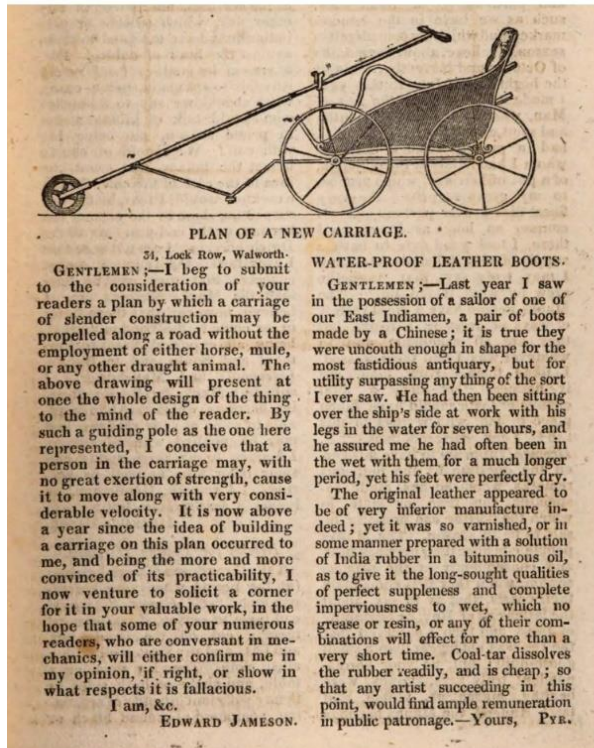 PLAN OF A NEW CARRIAGE.
34, Lock Row, Walworth.
GENTLEMEN;—I beg to submit
to the consideration of your
readers a plan by which a carriage
of slender construction may be
propelled along a road without the
employment of either horse, mule,
or any other draught animal. The
above drawing will present at
once the whole design of the thing
to the mind of the reader. By
such a guiding pole as the one here
represented, I conceive that a
person in the carriage may, with
no great exertion of strength, cause
it to move along with very consi-
derable velocity. It is now above
a year since the idea of building
a carriage on this plan occurred to
me, and being the more and more
convinced of its practicability, I
now venture to solicit a corner
for it in your valuable work, in the
hope that some of your numerous
readers, who are conversant in me-
chanics, will either confirm me in
my opinion, if right, or show in
what respects it is fallacious.
I am, &c.
EDWARD JAMESON.
WATER-PROOF LEATHER BOOTS.
GENTLEMEN;—Last year I saw
in the possession of a sailor of one of
our East Indiamen, a pair of boots
made by a Chinese; it is true they
were uncouth enough in shape for the
most fastidious antiquary, but for
utility surpassing any thing of the sort
I ever saw. He had then been sitting
over the ship's side at work with his
legs in the water for seven hours, and
he assured me he had often been in
the wet with them for a much longer
period, yet his feet were perfectly dry.
The original leather appeared to
be of very inferior manufacture in-
deed; yet it was so varnished, or in
some manner prepared with a solution
of India rubber in a bituminous oil,
as to give it the long-sought qualities
of perfect suppleness and complete
imperviousness to wet, which no
grease or resin, or any of their com-
binations will effect for more than a
very short time. Coal-tar dissolves
the rubber readily, and is cheap; so
that any artist succeeding in this
point, would find ample remuneration
in public patronage.—Yours, PYR.